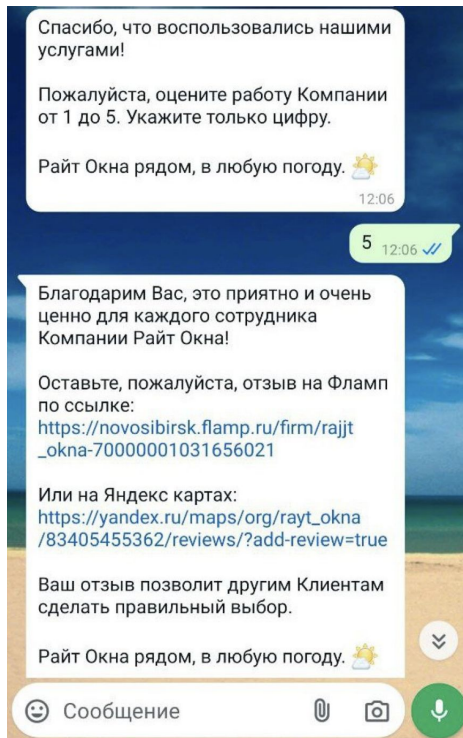 Спасибо, что воспользовались нашими
услугами!
Пожалуйста, оцените работу Компании
от 1 до 5. Укажите только цифру.
Райт Окна рядом, в любую погоду. 🌤️
12:06
5 12:06
Благодарим Вас, это приятно и очень
ценно для каждого сотрудника
Компании Райт Окна!
Оставьте, пожалуйста, отзыв на Фламп
по ссылке:
https://novosibirsk.flamp.ru/firm/rajjt
_okna-70000001031656021
Или на Яндекс картах:
https://yandex.ru/maps/org/rayt_okna
/83405455362/reviews/?add-review=true
Ваш отзыв позволит другим Клиентам
сделать правильный выбор.
Райт Окна рядом, в любую погоду. 🌤️
Сообщение